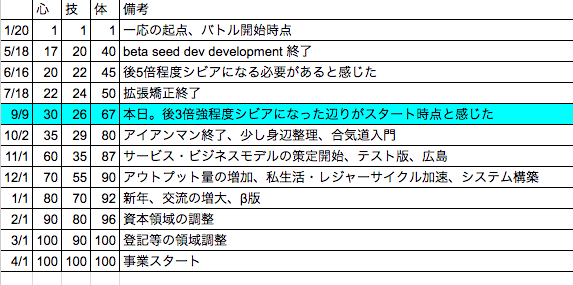 心 技 体 備考
1/20 1 1 1 一応の起点、バトル開始時点
5/18 17 20 40 beta seed dev development 終了
6/16 20 22 45 後5倍程度シビアになる必要があると感じた
7/18 22 24 50 拡張矯正終了
9/9 30 26 67 本日。後3倍強程度シビアになった辺りがスタート時点と感じた
10/2 35 29 80 アイアンマン終了、少し身辺整理、合気道入門
11/1 60 35 87 サービス・ビジネスモデルの策定開始、テスト版、広島
12/1 70 55 90 アウトプット量の増加、私生活・レジャーサイクル加速、システム構築
1/1 80 70 92 新年、交流の増大、β版
2/1 90 80 96 資本領域の調整
3/1 100 90 100 登記等の領域調整
4/1 100 100 100 事業スタート